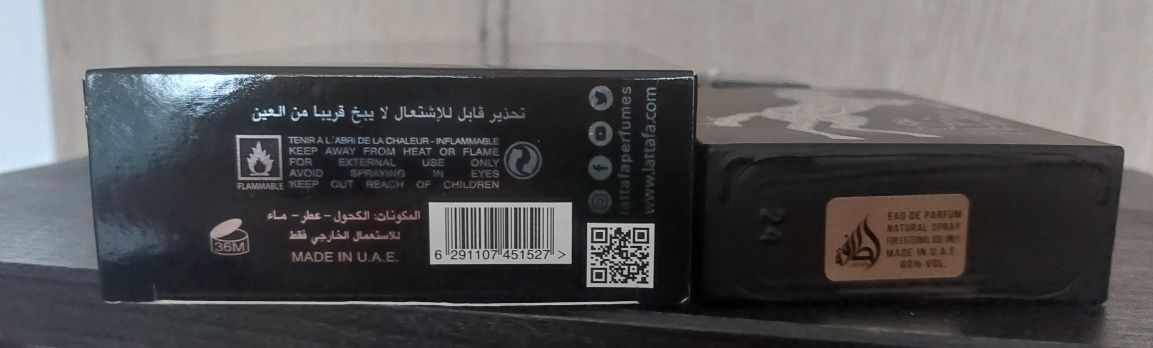 تحذير قابل للإشتعال لا يبخ قريبا من العين
TENIR A L'ABRI DE LA CHALEUR - INFLAMMABLE
KEEP AWAY FROM HEAT OR FLAME
FOR EXTERNAL USE ONLY
AVOID SPRAYING IN EYES
KEEP OUT REACH OF CHILDREN
FLAMMABLE
المكونات: الكحول - عطر - ماء
للاستعمال الخارجي فقط
MADE IN U.A.E.
36M
6 291107 451527 >
lattafaperfumes
www.lattafa.com
24
لطافة
EAU DE PARFUM
NATURAL SPRAY
FOR EXTERNAL USE ONLY
MADE IN U.A.E.
80% VOL.